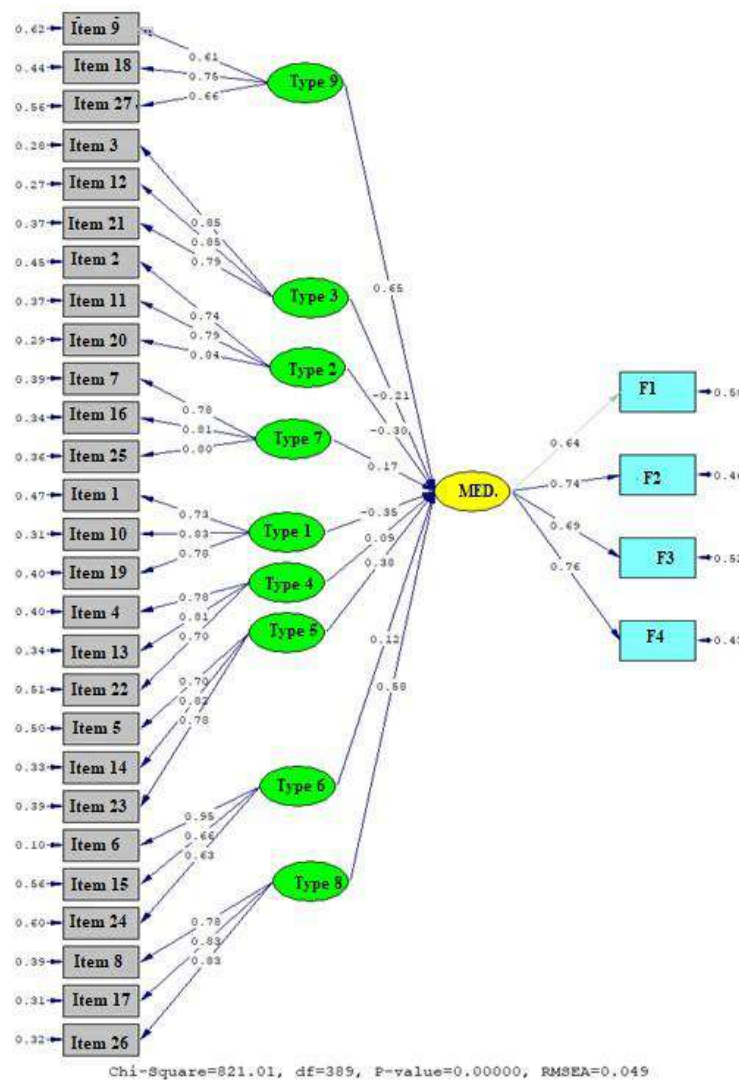 0.62 Item 9
0.44 Item 18
0.56 Item 27
0.28 Item 3
0.27 Item 12
0.37 Item 21
0.45 Item 2
0.37 Item 11
0.29 Item 20
0.39 Item 7
0.34 Item 16
0.36 Item 25
0.47 Item 1
0.31 Item 10
0.40 Item 19
0.40 Item 4
0.34 Item 13
0.51 Item 22
0.50 Item 5
0.33 Item 14
0.39 Item 23
0.10 Item 6
0.56 Item 15
0.60 Item 24
0.39 Item 8
0.31 Item 17
0.32 Item 26
0.61
0.75
0.66
Type 9
0.85
0.85
0.79
Type 3
0.74
0.79
0.84
Type 2
0.78
0.81
0.80
Type 7
0.73
0.83
0.78
Type 1
0.78
0.81
0.70
Type 4
0.70
0.82
0.78
Type 5
0.95
0.66
0.63
Type 6
0.78
0.83
0.83
Type 8
0.65
-0.21
-0.30
0.17
-0.35
0.09
0.30
0.12
0.58
MED.
0.64
0.74
0.69
0.76
F1
F2
F3
F4
0.52
Chi-Square=821.01, df=389, P-value=0.00000, RMSEA=0.049